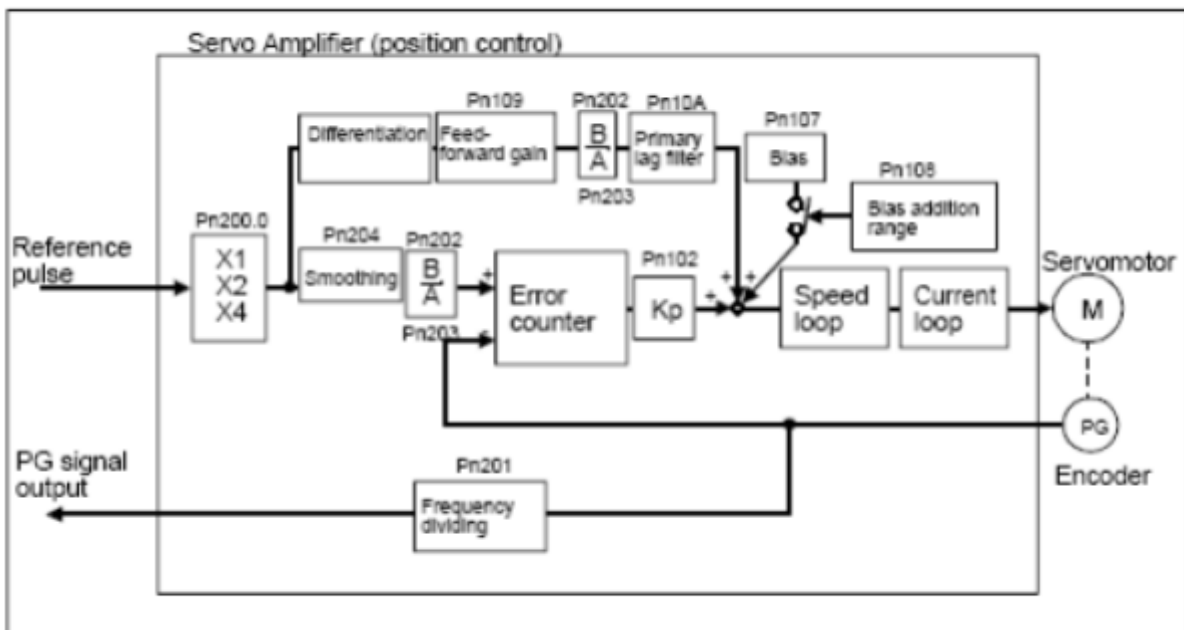 Servo Amplifier (position control)
Pn109
Pn202
Pn10A
Pn107
Differentiation
Feed-
forward gain
B
A
Primary
lag filter
Bias
Pn108
Pn203
Bias addition
range
Pn200.0
Reference
pulse
X1
X2
X4
Pn204
Smoothing
Pn202
B
A
Pn203
+
-
Error
counter
Pn102
Kp
+
+
+
Speed
loop
Current
loop
Servomotor
M
PG
Encoder
PG signal
output
Pn201
Frequency
dividing